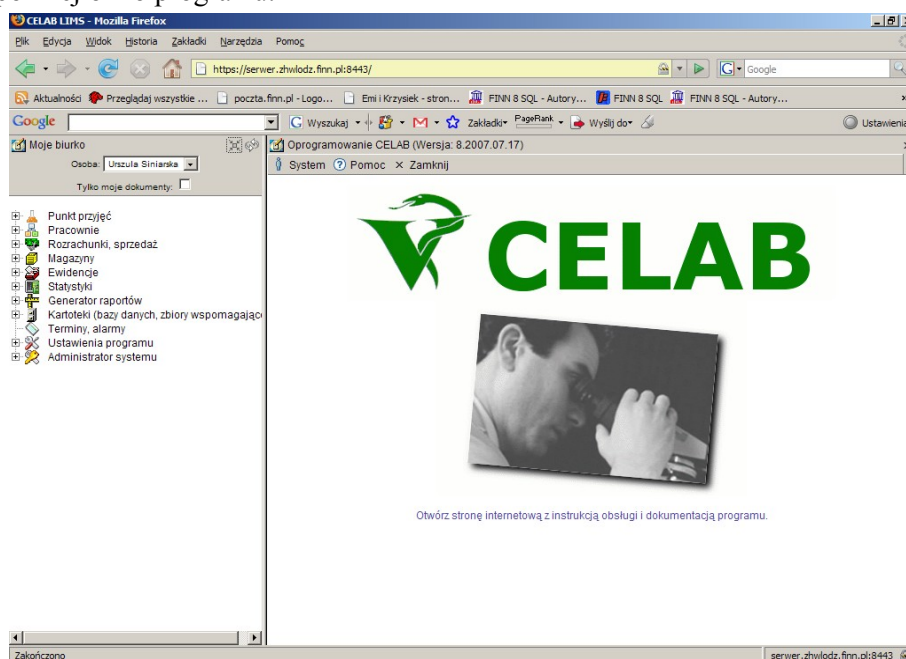 CELAB LIMS - Mozilla Firefox
Plik Edycja Widok Historia Zakładki Narzędzia Pomoc
https://serwer.zhwlodz.finn.pl:8443/ Google
Aktualności Przeglądaj wszystkie ... poczta.finn.pl - Logo... Emi i Krzysiek - stron... FINN 8 SQL - Autory... FINN 8 SQL FINN 8 SQL - Autory...
Google Wyszukaj Zakładki PageRank Wyślij do Ustawienia
Moje biurko
Osoba: Urszula Siniarska
Tylko moje dokumenty:
Punkt przyjęć
Pracownie
Rozrachunki, sprzedaż
Magazyny
Ewidencje
Statystyki
Generator raportów
Kartoteki (bazy danych, zbiory wspomagając
Terminy, alarmy
Ustawienia programu
Administrator systemu
Oprogramowanie CELAB (Wersja: 8.2007.07.17)
System Pomoc Zamknij
CELAB
Otwórz stronę internetową z instrukcją obsługi i dokumentacją programu.
Zakończono serwer.zhwlodz.finn.pl:8443